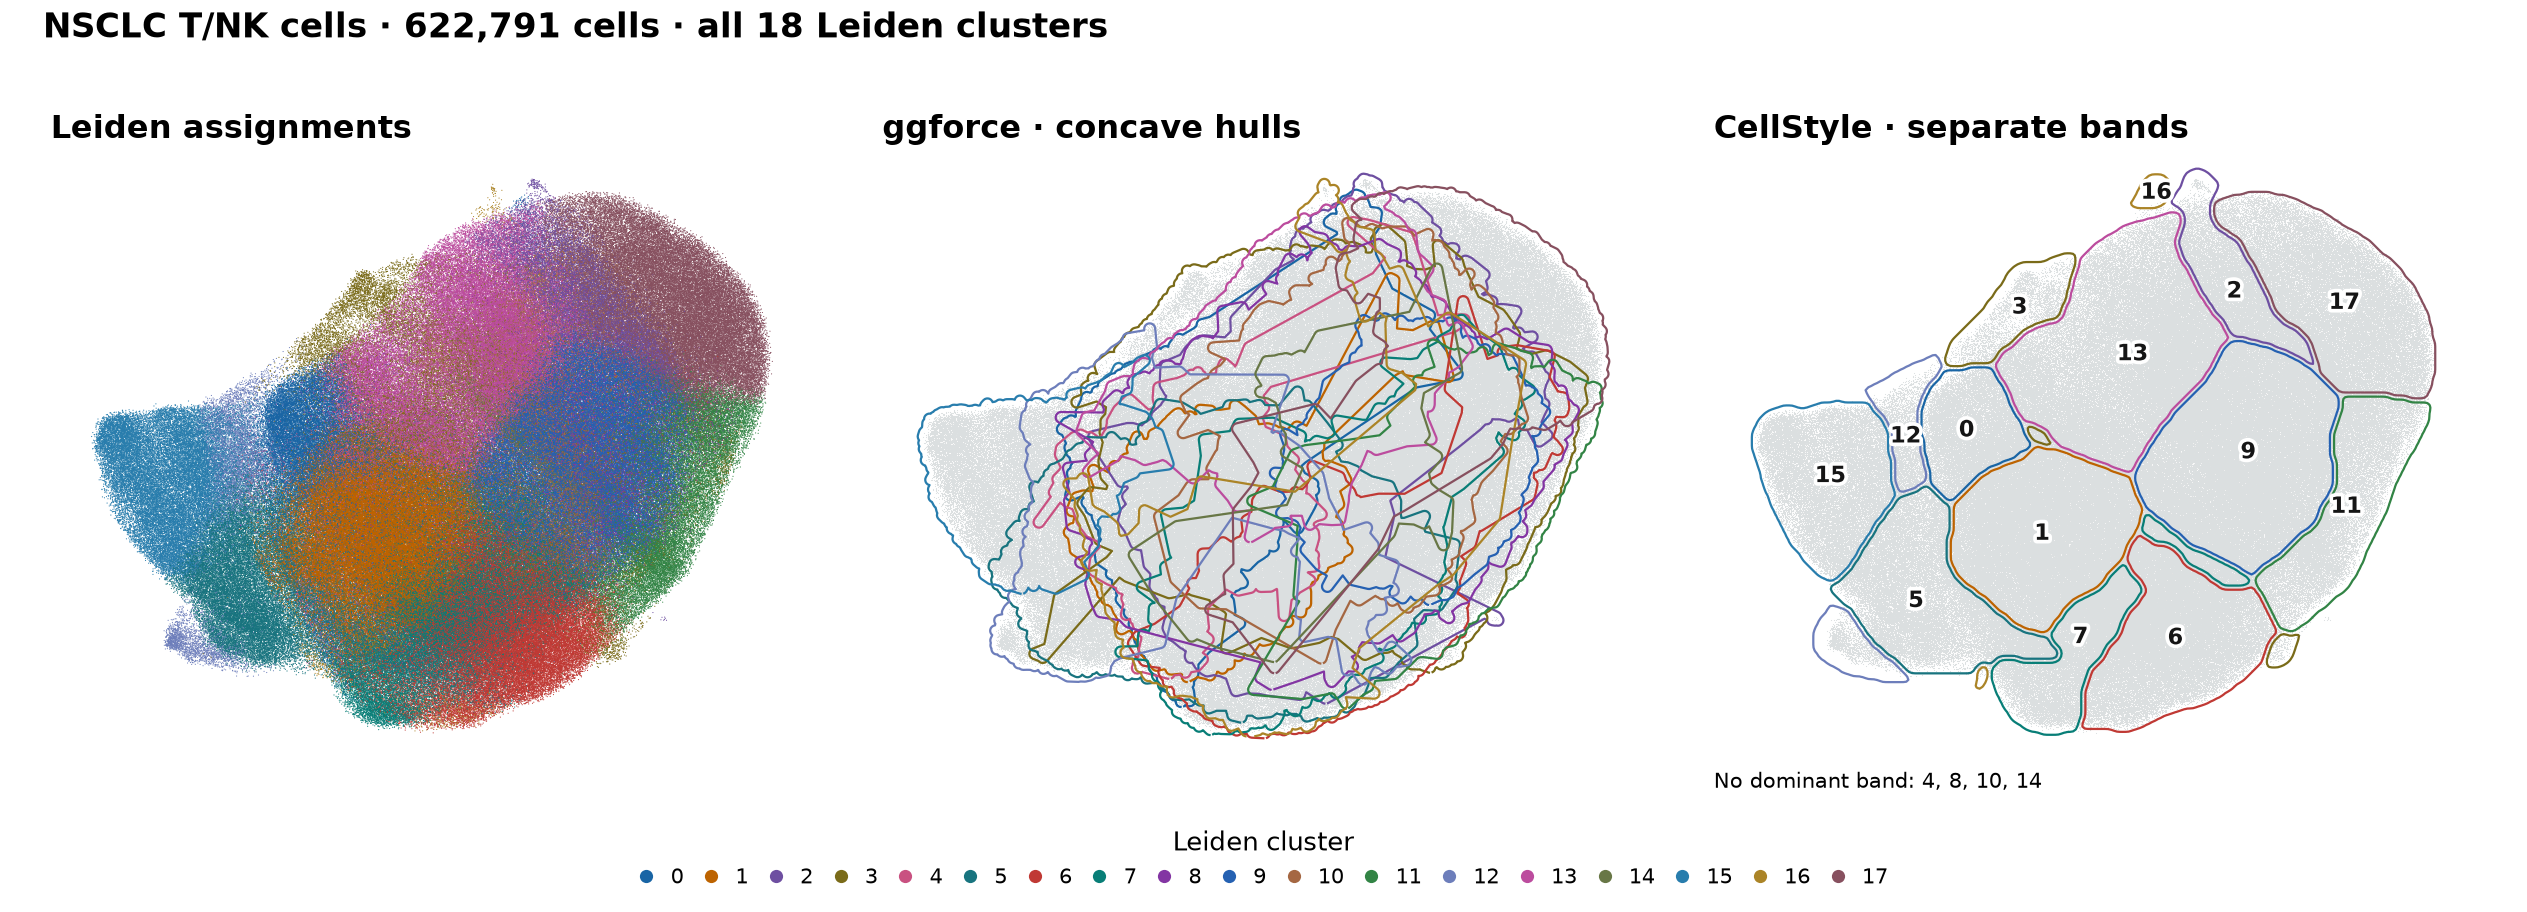 NSCLC T/NK cells · 622,791 cells · all 18 Leiden clusters
Leiden assignments
ggforce · concave hulls
CellStyle · separate bands
16
2
17
3
13
0
12
9
15
11
1
5
7
6
No dominant band: 4, 8, 10, 14
Leiden cluster
0 1 2 3 4 5 6 7 8 9 10 11 12 13 14 15 16 17